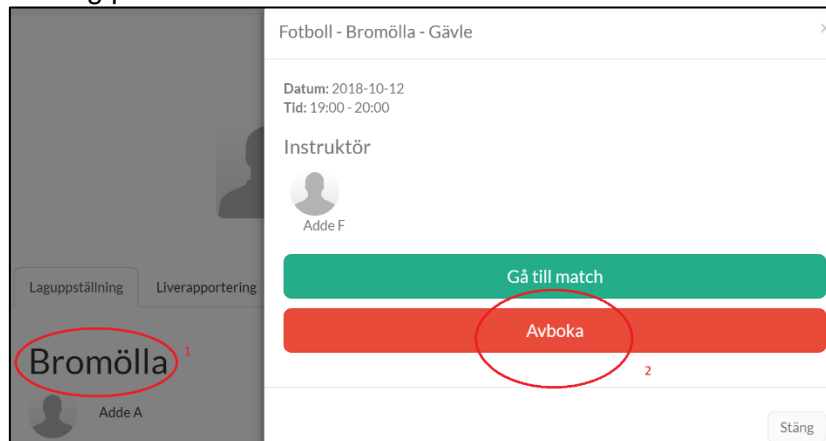 Fotboll - Bromölla - Gävle
×
Datum: 2018-10-12
Tid: 19:00 - 20:00
Instruktör
Adde F
Gå till match
Avboka
2
Stäng
Laguppställning Liverapportering
Bromölla 1
Adde A